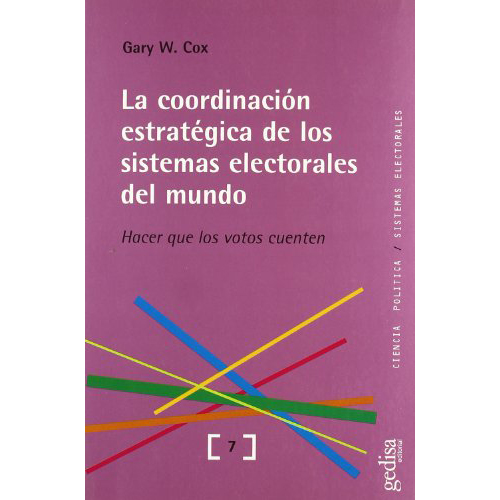 Gary W. Cox
La coordinación
estratégica de los
sistemas electorales
del mundo
Hacer que los votos cuenten
CIENCIA POLÍTICA / SISTEMAS ELECTORALES
[ 7 ]
gedisa
editorial